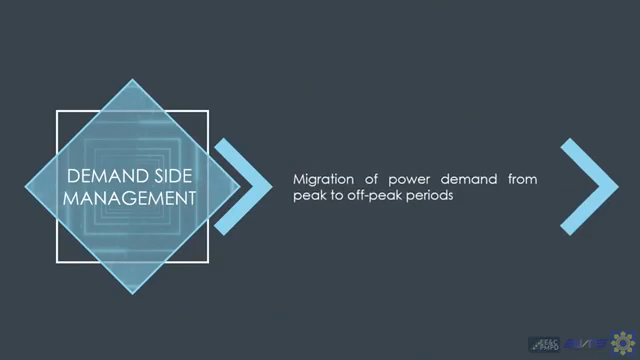 DEMAND SIDE
MANAGEMENT
Migration of power demand from
peak to off-peak periods